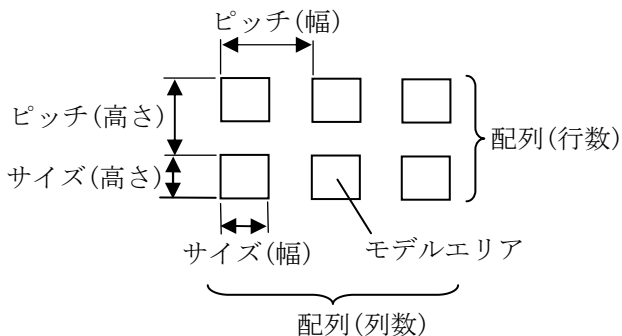 ピッチ(幅)
ピッチ(高さ)
配列(行数)
サイズ(高さ)
サイズ(幅)
モデルエリア
配列(列数)